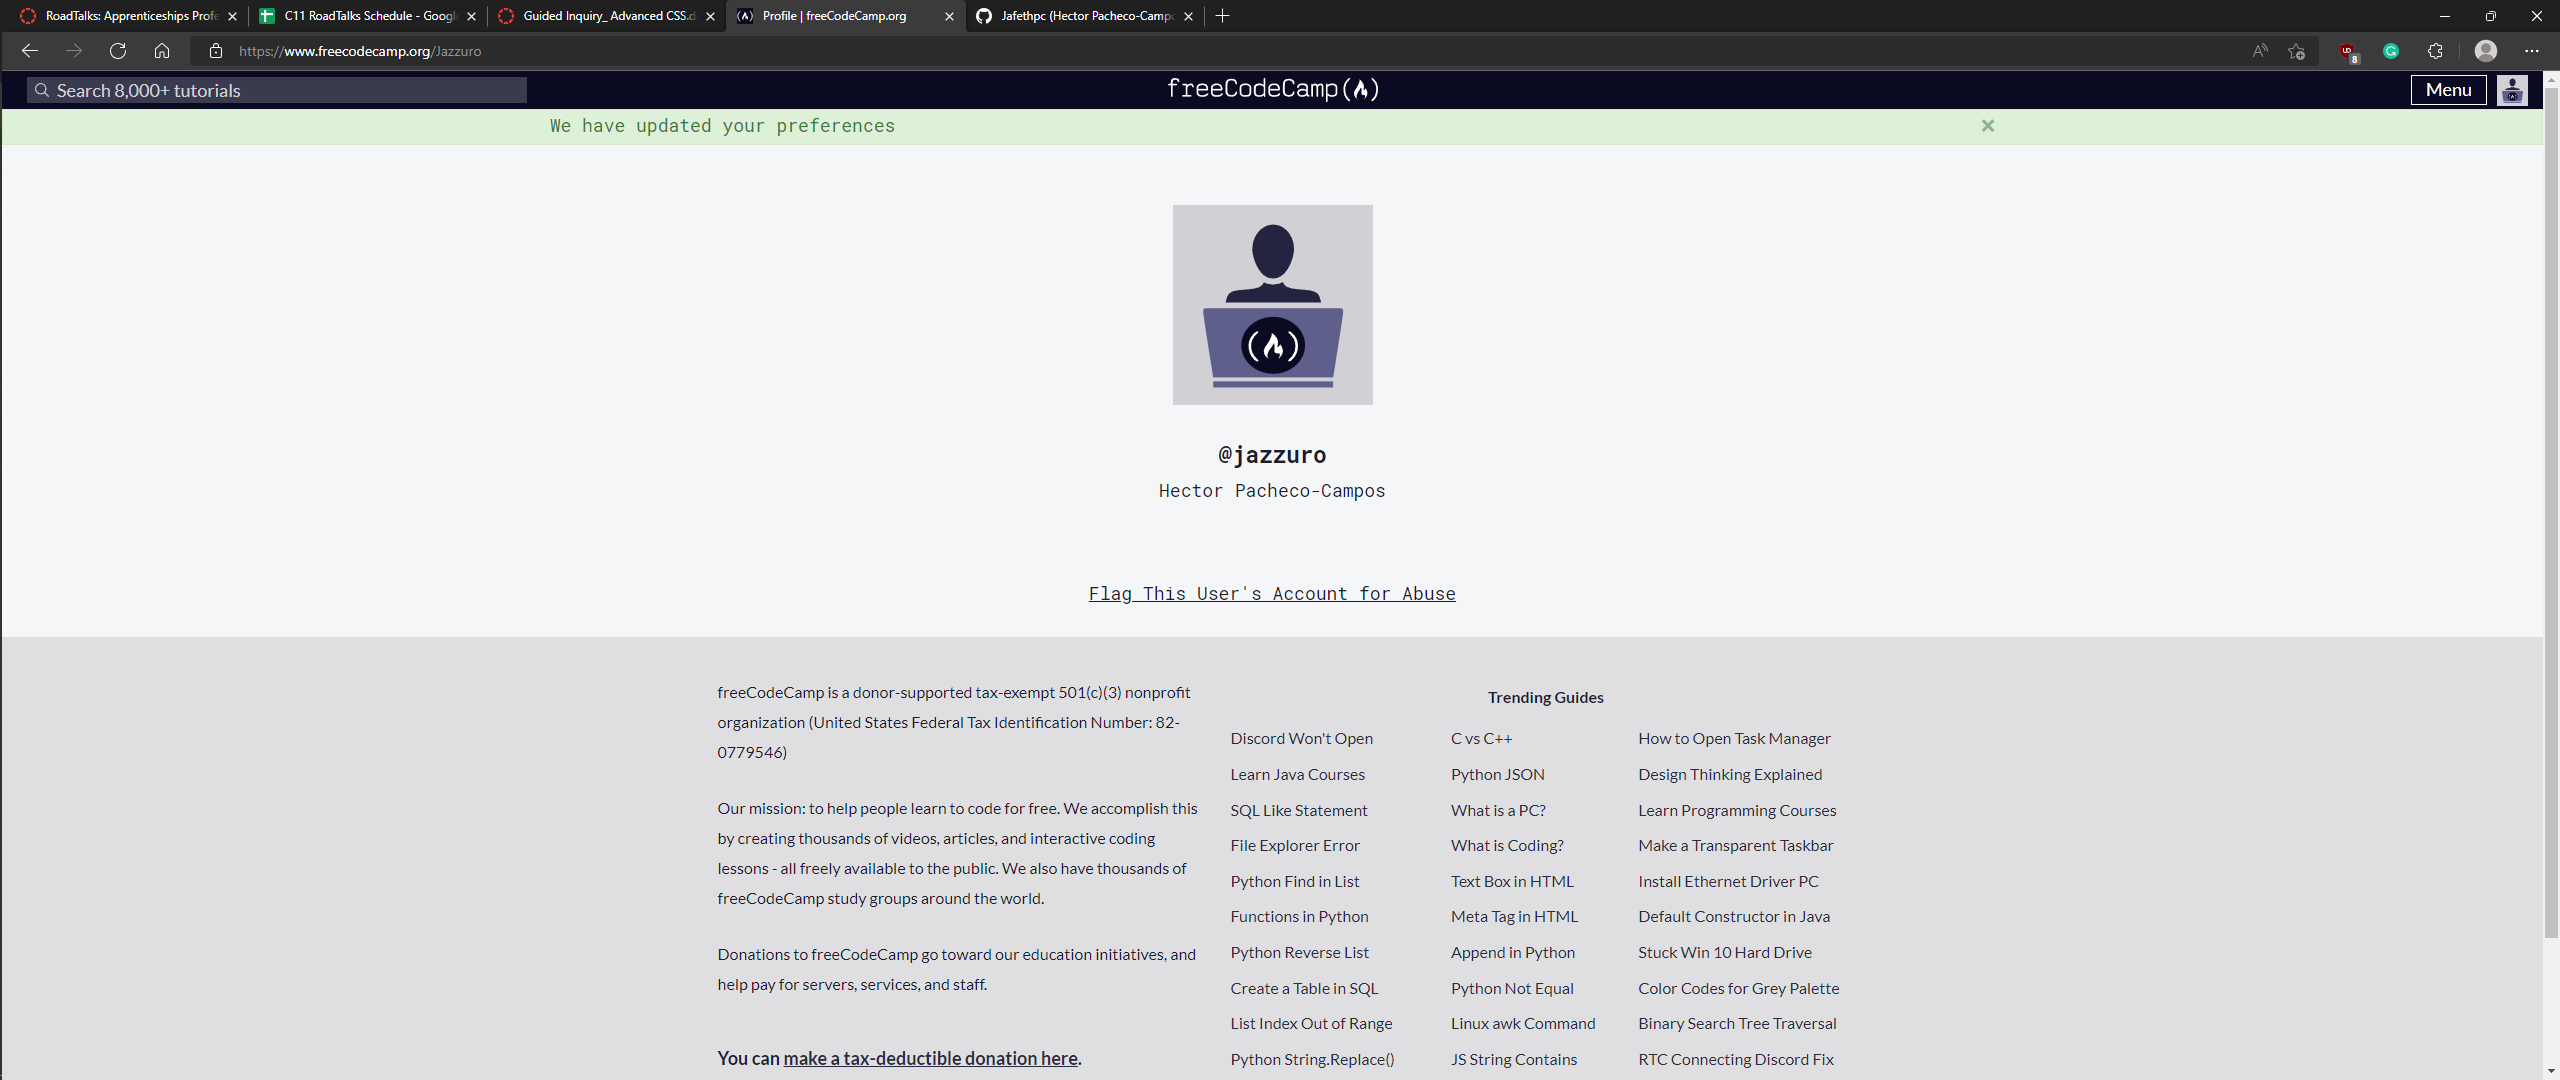 RoadTalks: Apprenticeships Profe
C11 RoadTalks Schedule - Googl
Guided Inquiry_ Advanced CSS.d
Profile | freeCodeCamp.org
Jafethpc (Hector Pacheco-Campo
https://www.freecodecamp.org/Jazzuro
8
Search 8,000+ tutorials
freeCodeCamp
Menu
We have updated your preferences
@jazzuro
Hector Pacheco-Campos
Flag This User's Account for Abuse
freeCodeCamp is a donor-supported tax-exempt 501(c)(3) nonprofit
organization (United States Federal Tax Identification Number: 82-
0779546)
Our mission: to help people learn to code for free. We accomplish this
by creating thousands of videos, articles, and interactive coding
lessons - all freely available to the public. We also have thousands of
freeCodeCamp study groups around the world.
Donations to freeCodeCamp go toward our education initiatives, and
help pay for servers, services, and staff.
You can make a tax-deductible donation here.
Trending Guides
Discord Won't Open
Learn Java Courses
SQL Like Statement
File Explorer Error
Python Find in List
Functions in Python
Python Reverse List
Create a Table in SQL
List Index Out of Range
Python String.Replace()
C vs C++
Python JSON
What is a PC?
What is Coding?
Text Box in HTML
Meta Tag in HTML
Append in Python
Python Not Equal
Linux awk Command
JS String Contains
How to Open Task Manager
Design Thinking Explained
Learn Programming Courses
Make a Transparent Taskbar
Install Ethernet Driver PC
Default Constructor in Java
Stuck Win 10 Hard Drive
Color Codes for Grey Palette
Binary Search Tree Traversal
RTC Connecting Discord Fix